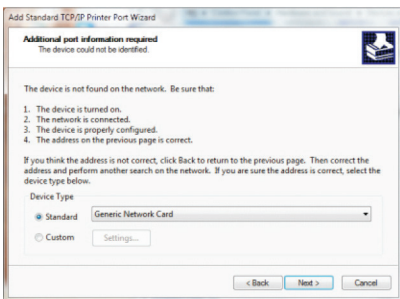 Add Standard TCP/IP Printer Port Wizard
Additional port information required
The device could not be identified.
The device is not found on the network. Be sure that:
1. The device is turned on.
2. The network is connected.
3. The device is properly configured.
4. The address on the previous page is correct.
If you think the address is not correct, click Back to return to the previous page. Then correct the
address and perform another search on the network. If you are sure the address is correct, select the
device type below.
Device Type
Standard
Generic Network Card
Custom
Settings...
< Back
Next >
Cancel